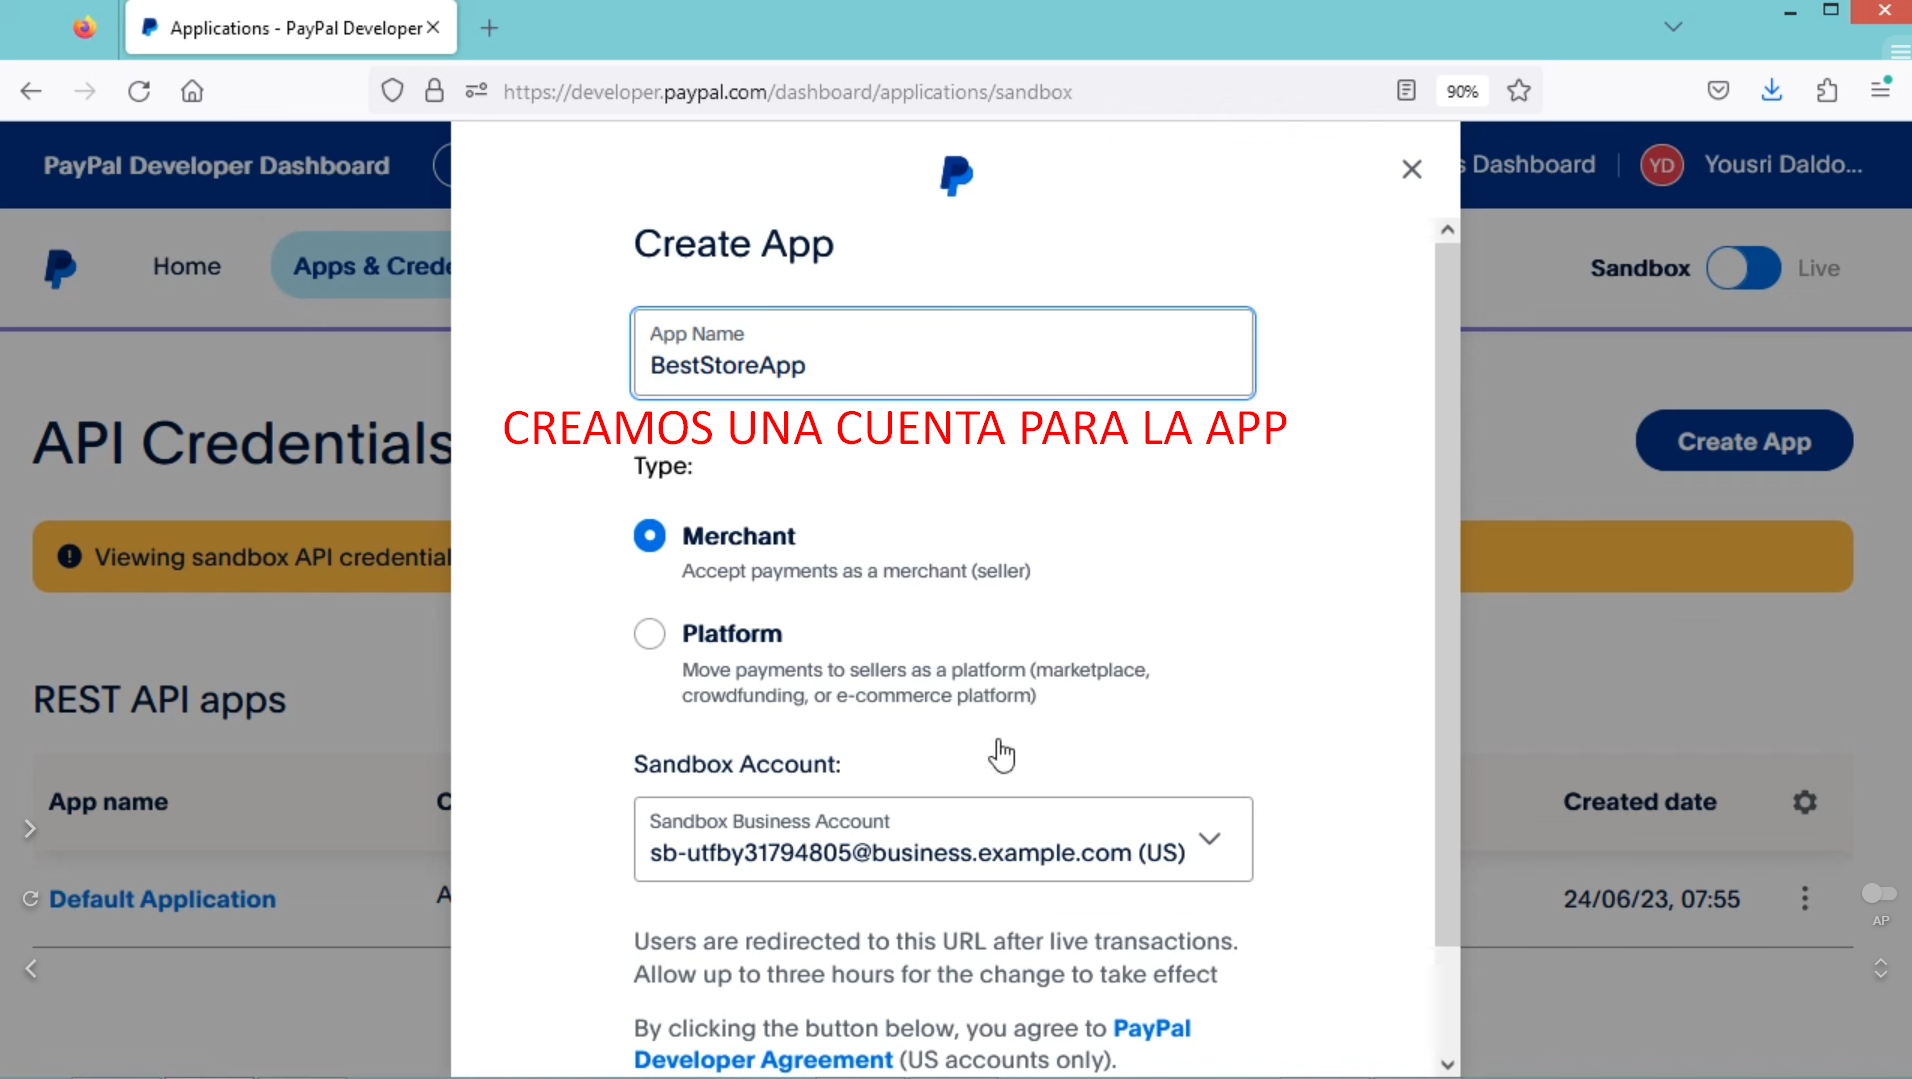 Applications - PayPal Developer
https://developer.paypal.com/dashboard/applications/sandbox
90%
PayPal Developer Dashboard
s Dashboard
YD
Yousri Daldo...
Home
Apps & Crede
Sandbox
Live
Create App
App Name
BestStoreApp
CREAMOS UNA CUENTA PARA LA APP
API Credentials
Create App
Type:
Merchant
Accept payments as a merchant (seller)
Viewing sandbox API credential
Platform
Move payments to sellers as a platform (marketplace,
crowdfunding, or e-commerce platform)
REST API apps
Sandbox Account:
App name
C
Created date
Sandbox Business Account
sb-utfby31794805@business.example.com (US)
Default Application
A
24/06/23, 07:55
AP
Users are redirected to this URL after live transactions.
Allow up to three hours for the change to take effect
By clicking the button below, you agree to PayPal
Developer Agreement (US accounts only).